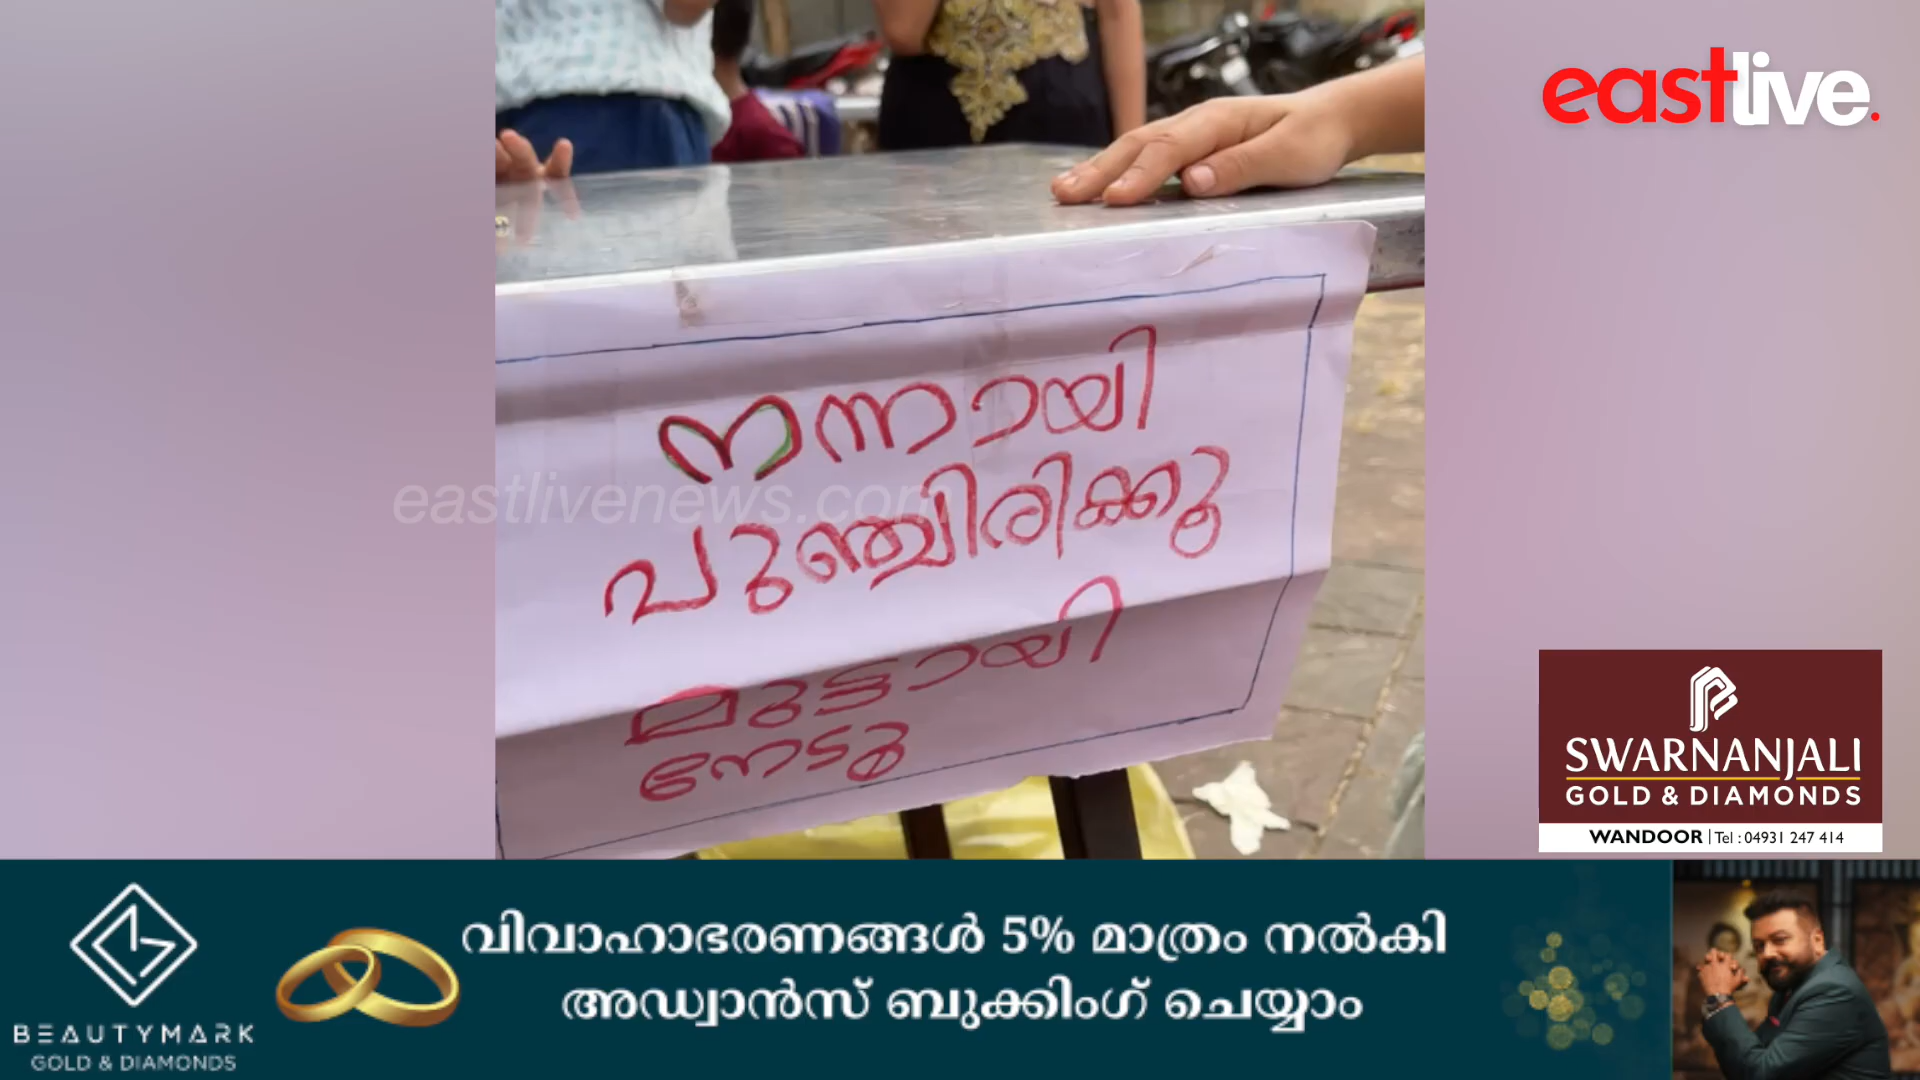 eastlive.
നന്നായി
പുഞ്ചിരിക്കൂ
മുട്ടായി
നേടൂ
eastlivenews.com
SWARNANJALI
GOLD & DIAMONDS
WANDOOR | Tel : 04931 247 414
വിവാഹാഭരണങ്ങൾ 5% മാത്രം നൽകി
അഡ്വാൻസ് ബുക്കിംഗ് ചെയ്യാം
BEAUTYMARK
GOLD & DIAMONDS